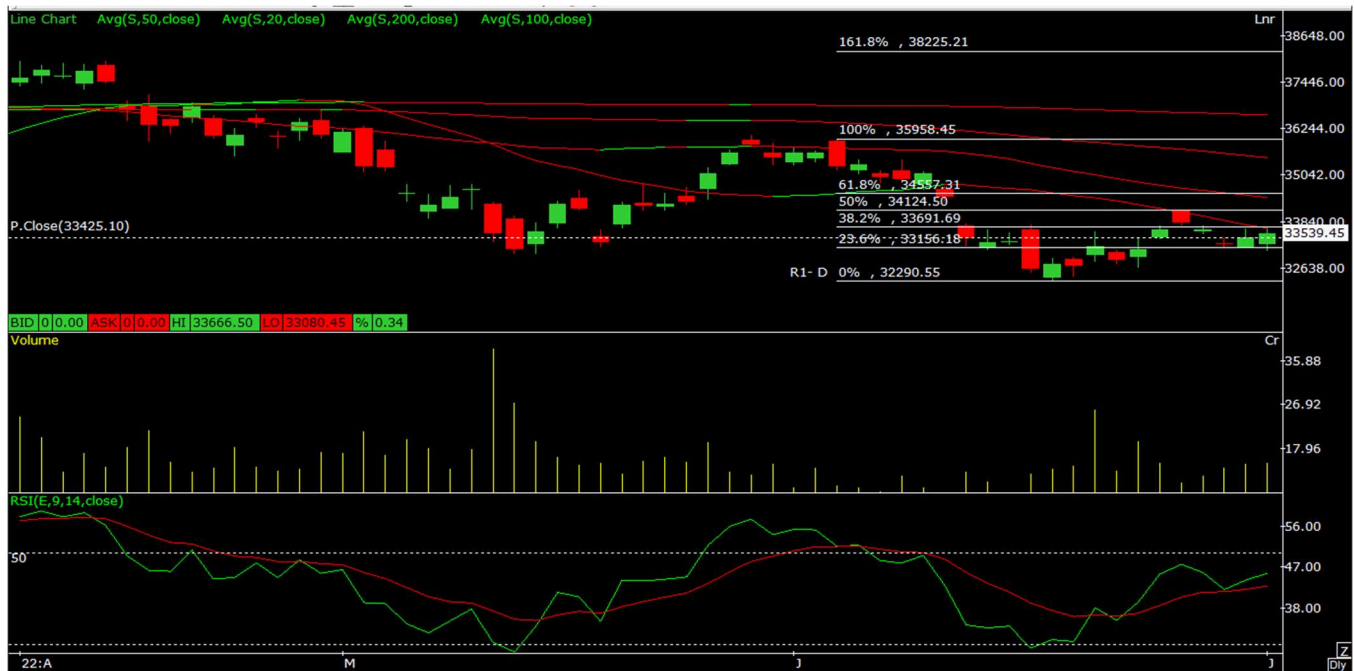 Line Chart Avg(S,50,close) Avg(S,20,close) Avg(S,200,close) Avg(S,100,close) Lnr
38648.00
161.8% , 38225.21
37446.00
36244.00
100% , 35958.45
35042.00
61.8% , 34557.31
50% , 34124.50
33840.00
38.2% , 33691.69
P.Close(33425.10)
33539.45
23.6% , 33156.18
32638.00
R1- D 0% , 32290.55
BID 0 0.00 ASK 0 0.00 HI 33666.50 LO 33080.45 % 0.34
Volume Cr
35.88
26.92
17.96
RSI(E,9,14,close)
56.00
50
47.00
38.00
22:A M J J
Z
Dly